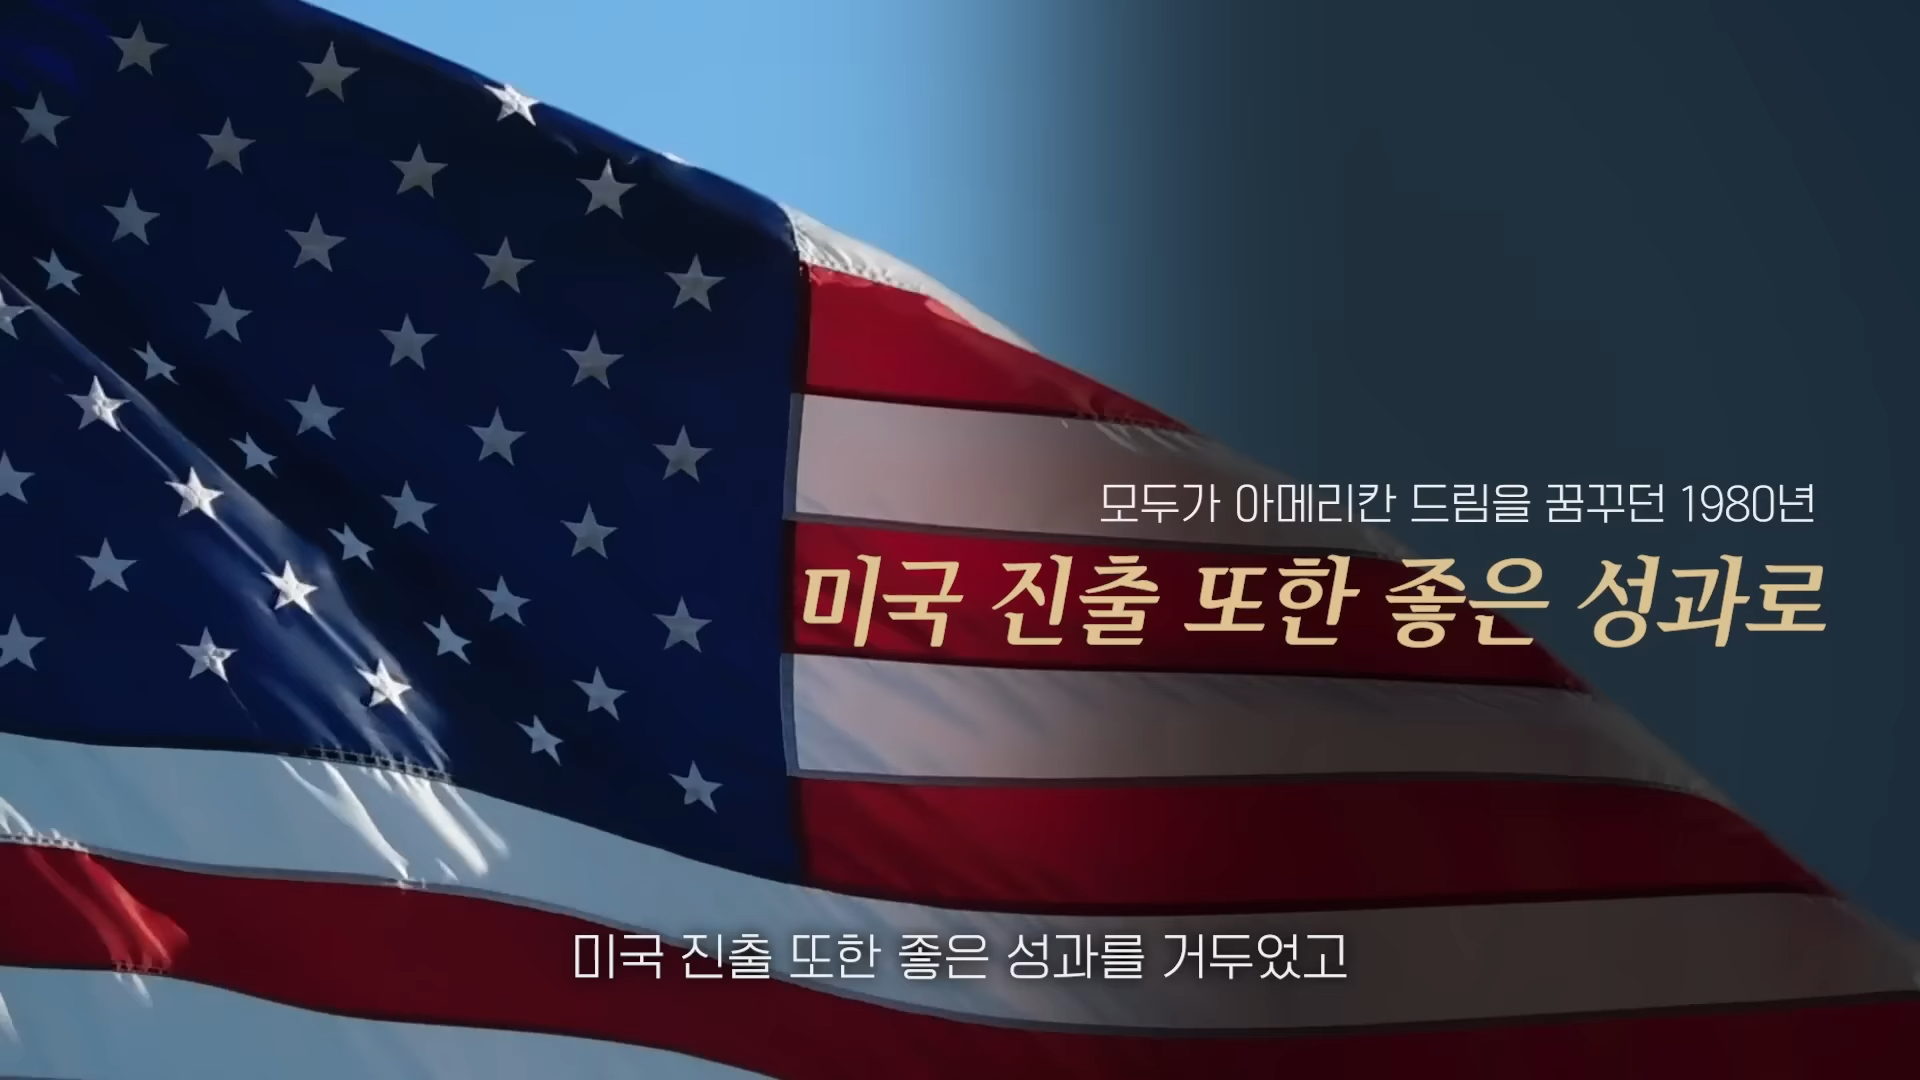 모두가 아메리칸 드림을 꿈꾸던 1980년
미국 진출 또한 좋은 성과로
미국 진출 또한 좋은 성과를 거두었고